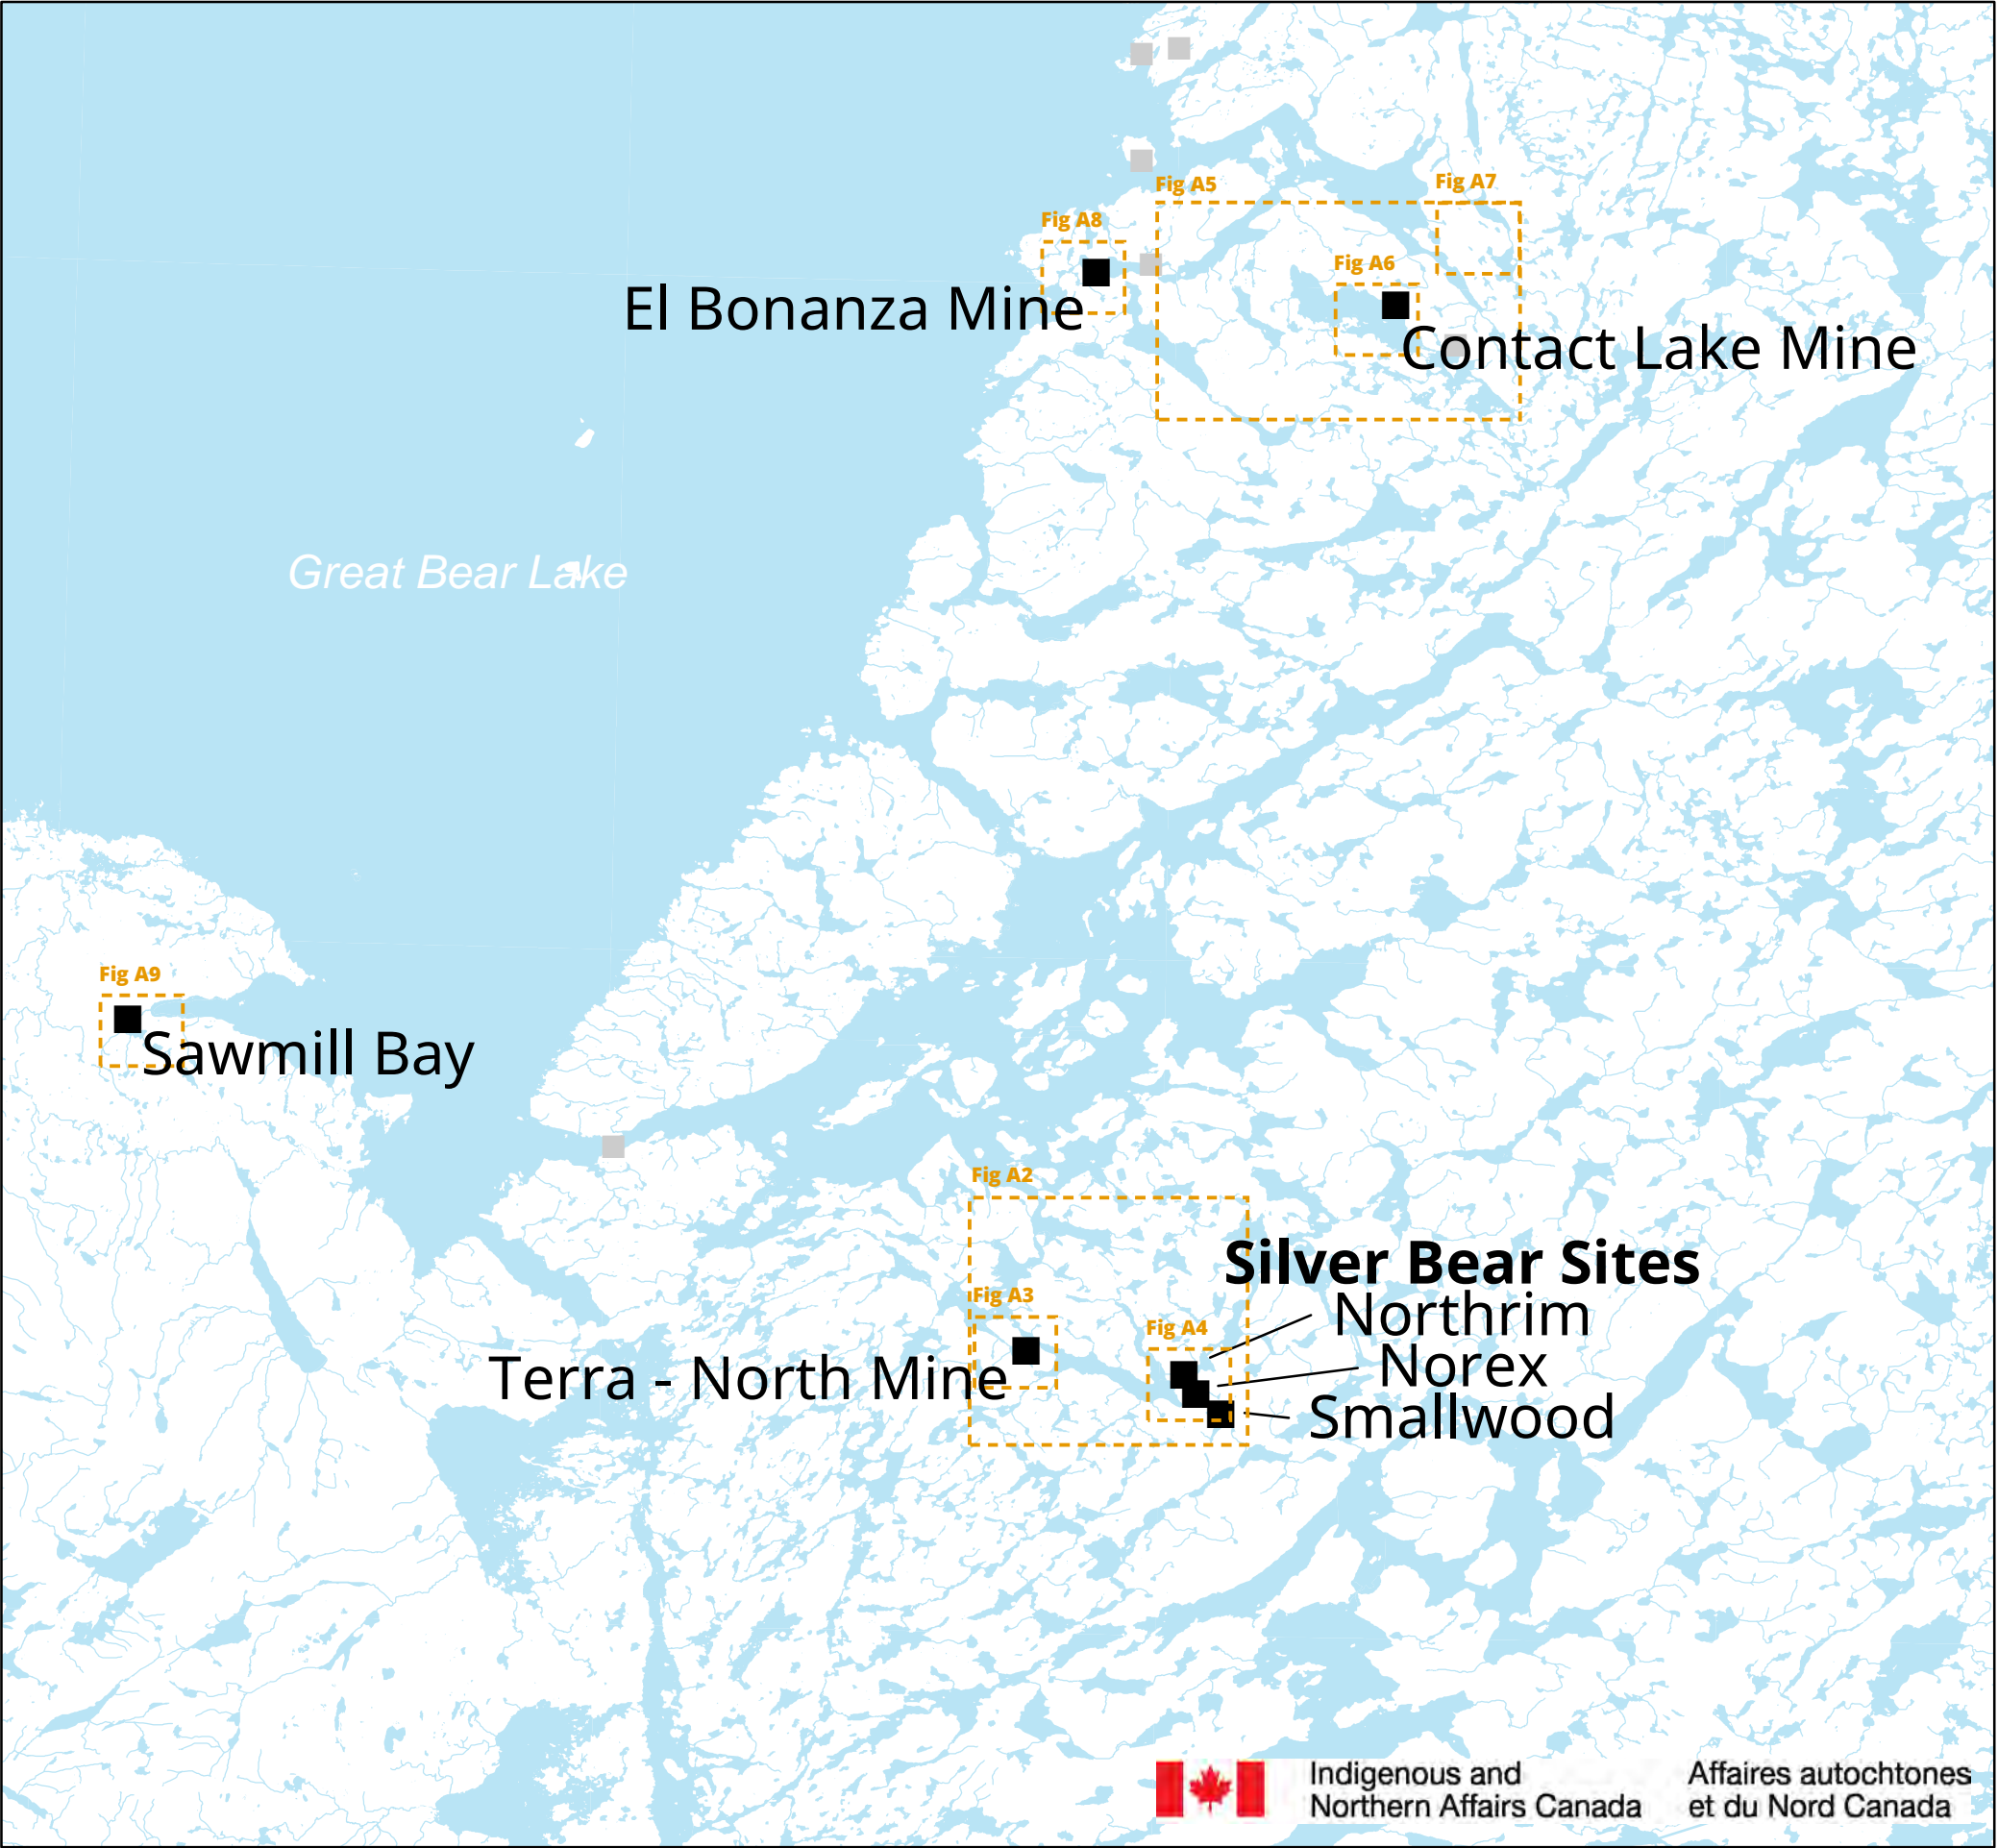 Fig A5
Fig A7
Fig A8
Fig A6
El Bonanza Mine
Contact Lake Mine
Great Bear Lake
Fig A9
Sawmill Bay
Fig A2
Silver Bear Sites
Fig A3
Northrim
Fig A4
Norex
Terra - North Mine
Smallwood
Indigenous and
Northern Affairs Canada
Affaires autochtones
et du Nord Canada